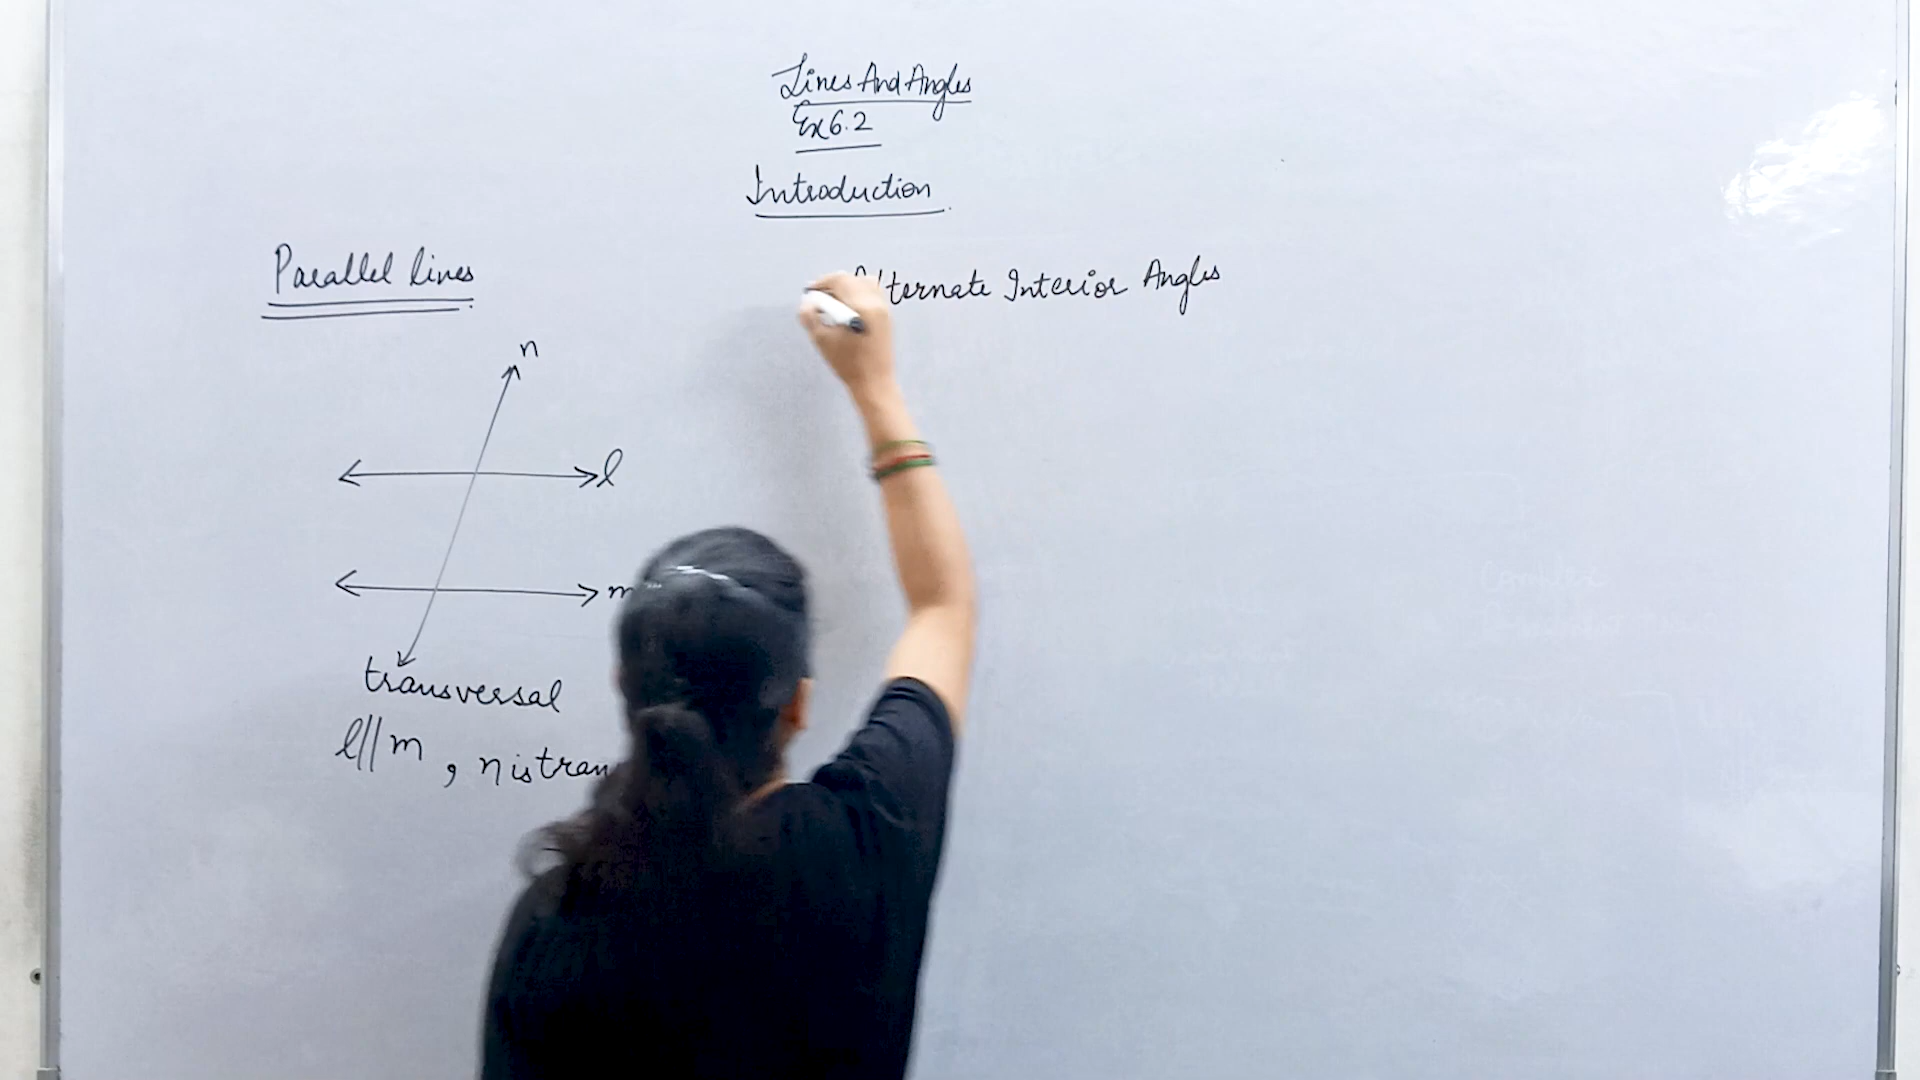 Lines And Angles
Ex 6.2
Introduction
Parallel lines
Alternate Interior Angles
n
l
m
transversal
l||m , n is tran